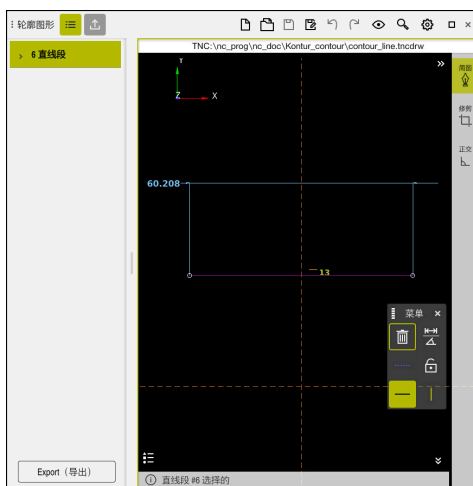 轮廓图形
TNC:\nc_prog\nc_doc\Kontur_contour\contour_line.tncdrw
6 直线段
Y
Z
X
简图
修剪
正交
60.208
13
菜单
Export（导出）
直线段 #6 选择的